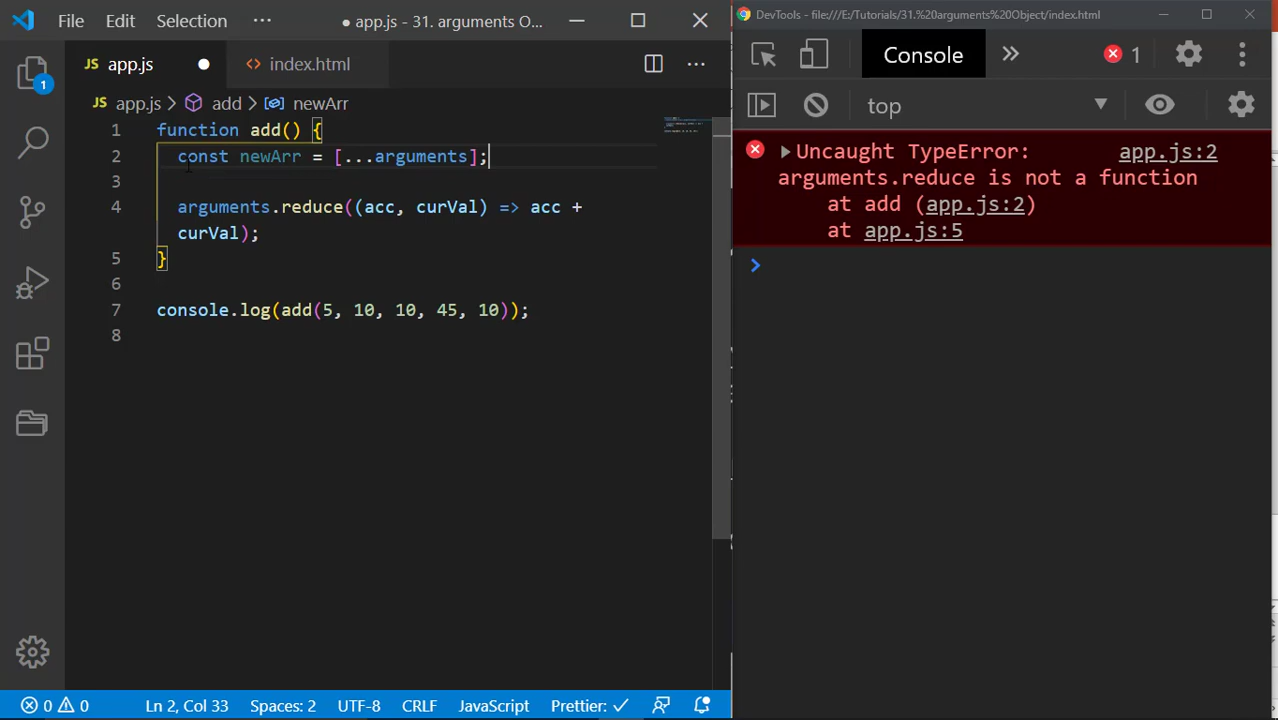 File Edit Selection ··· ● app.js - 31. arguments O...
JS app.js ● <> index.html ···
1
JS app.js > add > newArr
1 function add() {
2 const newArr = [...arguments];
3
4 arguments.reduce((acc, curVal) => acc +
curVal);
5 }
6
7 console.log(add(5, 10, 10, 45, 10));
8
0 0 Ln 2, Col 33 Spaces: 2 UTF-8 CRLF JavaScript Prettier: ✓
DevTools - file:///E:/Tutorials/31.%20arguments%20Object/index.html
Console » 1
top
Uncaught TypeError: app.js:2
arguments.reduce is not a function
at add (app.js:2)
at app.js:5
>